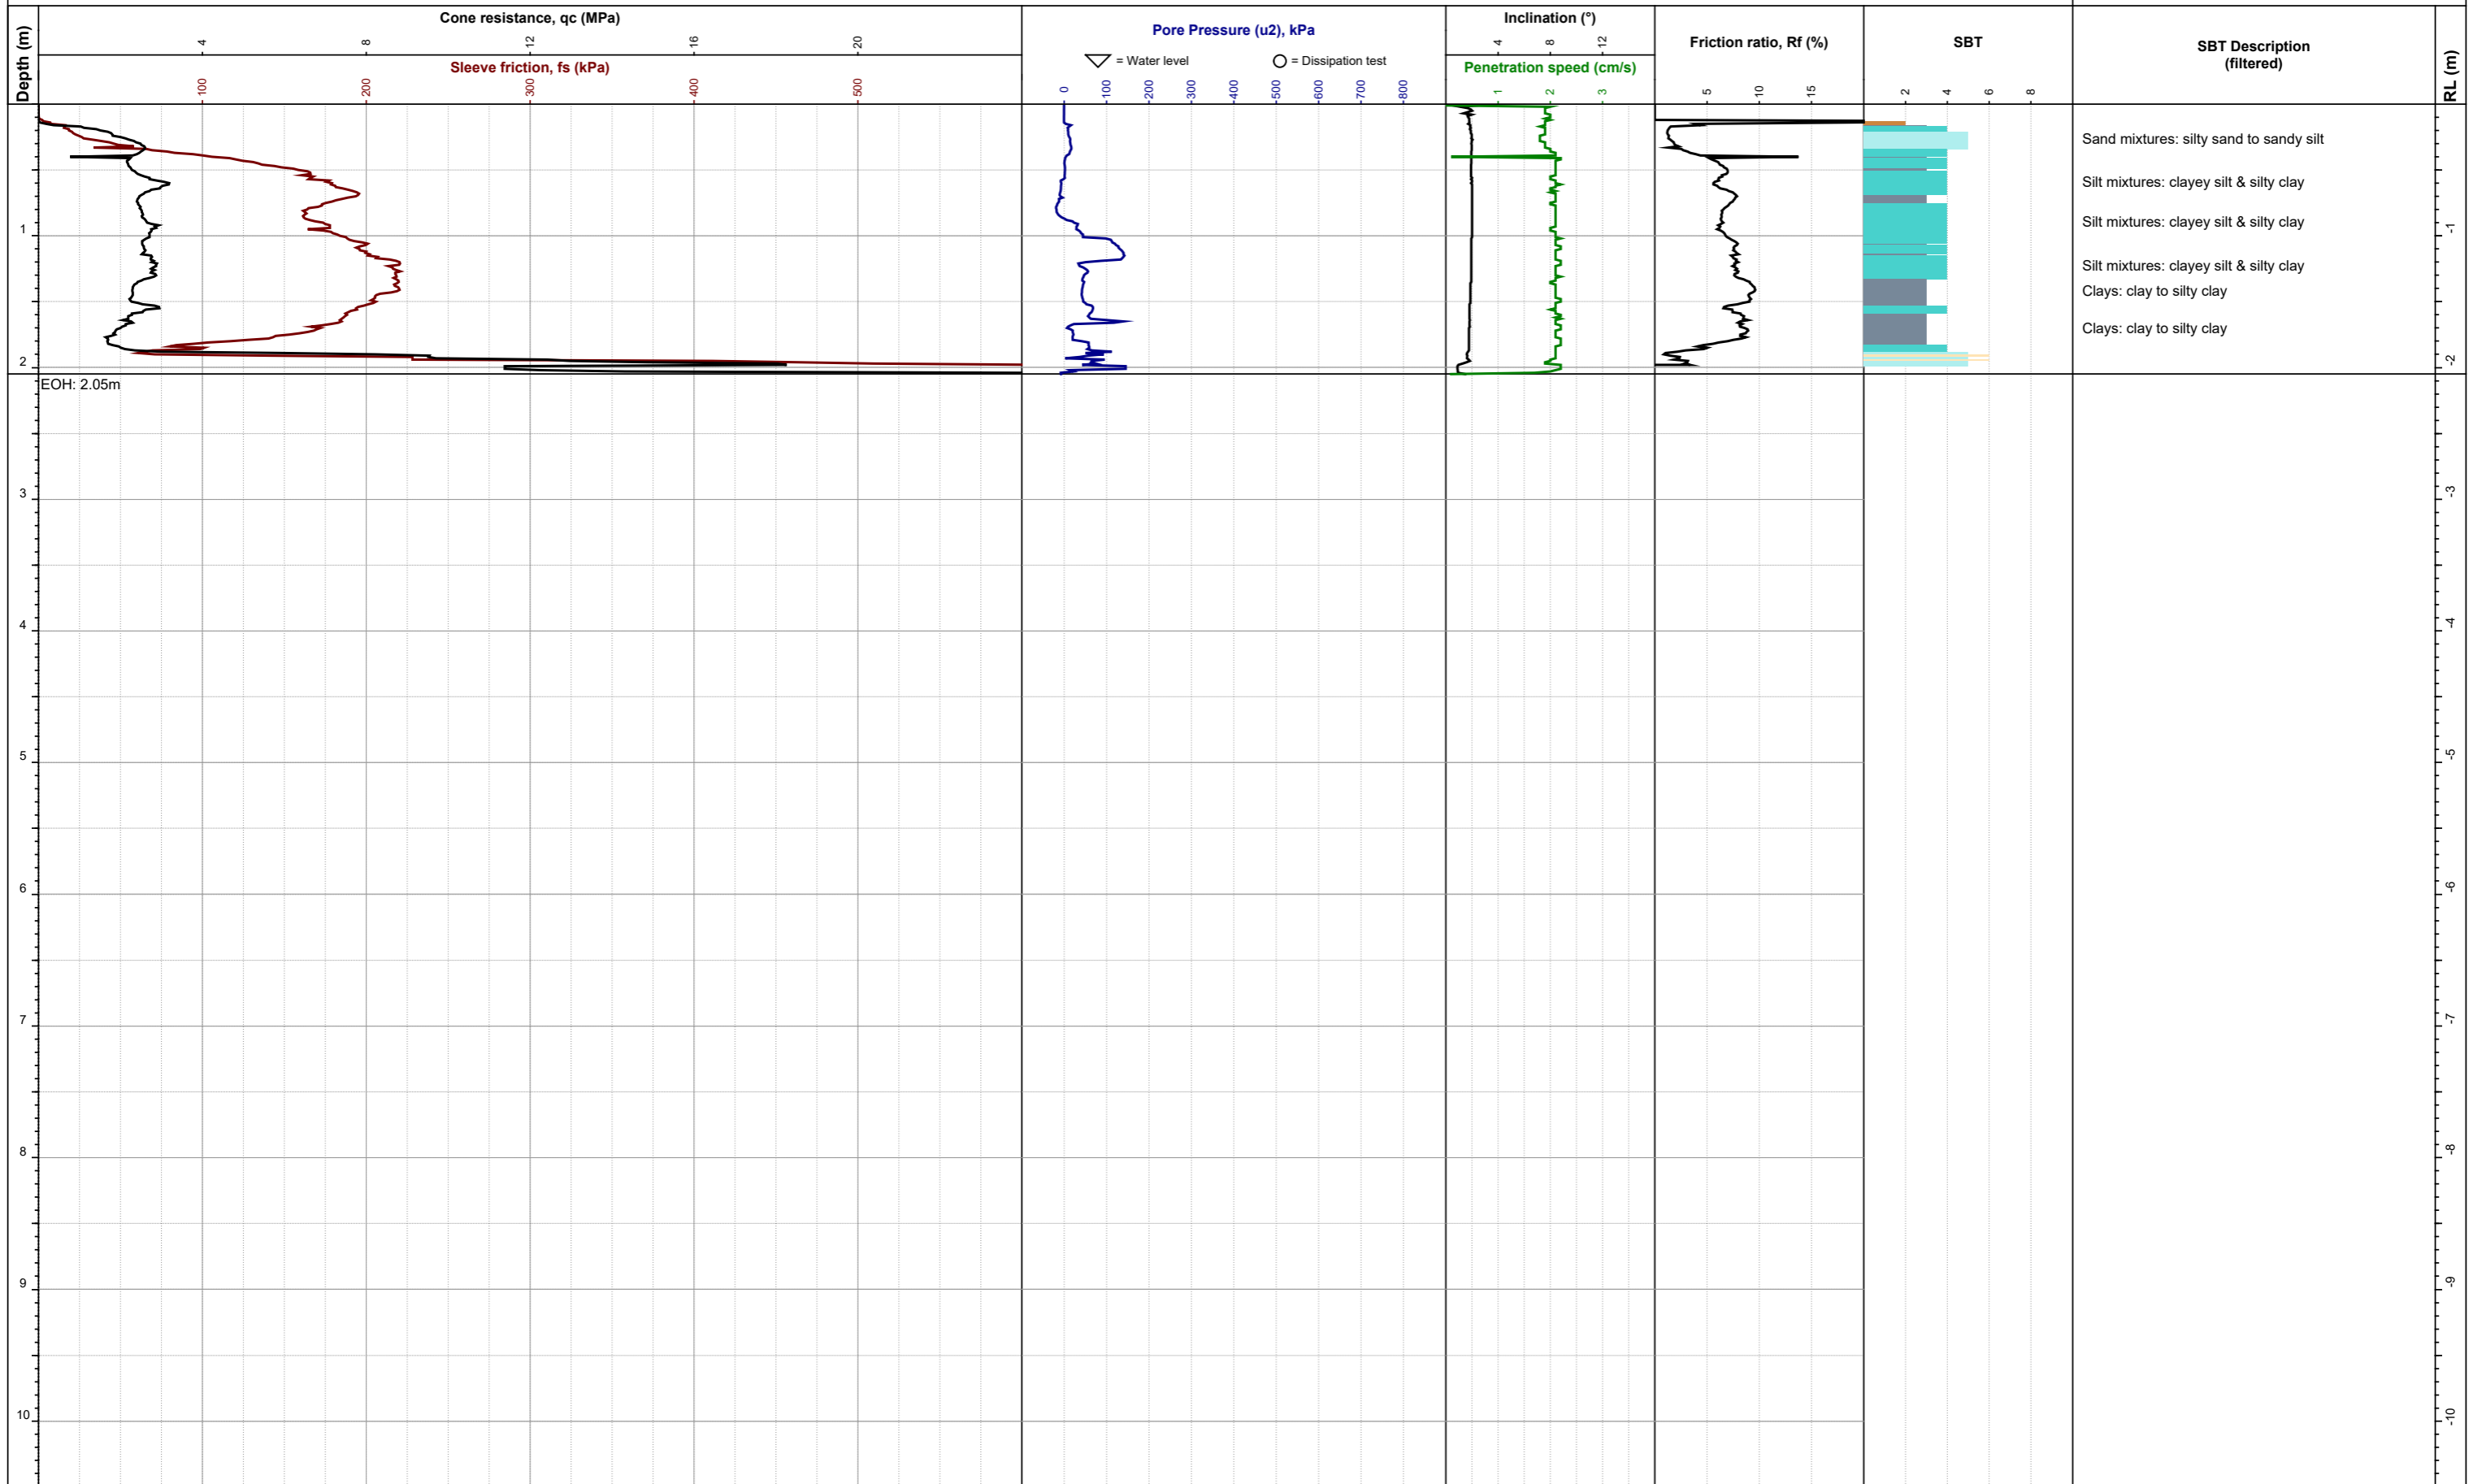 Depth (m)
Cone resistance, qc (MPa)
4 8 12 16 20
Sleeve friction, fs (kPa)
100 200 300 400 500
Pore Pressure (u2), kPa
= Water level = Dissipation test
0 100 200 300 400 500 600 700 800
Inclination (°)
4 8 12
Penetration speed (cm/s)
1 2 3
Friction ratio, Rf (%)
5 10 15
SBT
2 4 6 8
SBT Description
(filtered)
RL (m)
Sand mixtures: silty sand to sandy silt
Silt mixtures: clayey silt & silty clay
Silt mixtures: clayey silt & silty clay
1 -1
Silt mixtures: clayey silt & silty clay
Clays: clay to silty clay
Clays: clay to silty clay
2 -2
EOH: 2.05m
3 -3
4 -4
5 -5
6 -6
7 -7
8 -8
9 -9
10 -10